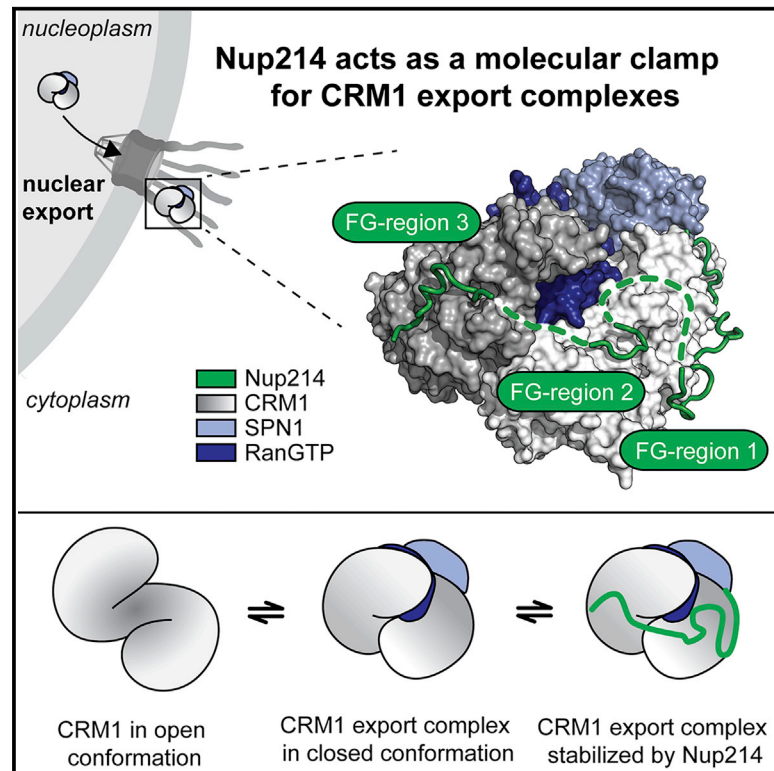 nucleoplasm
Nup214 acts as a molecular clamp
for CRM1 export complexes
nuclear
export
FG-region 3
cytoplasm
Nup214
CRM1
SPN1
RanGTP
FG-region 2
FG-region 1
CRM1 in open
conformation
CRM1 export complex
in closed conformation
CRM1 export complex
stabilized by Nup214